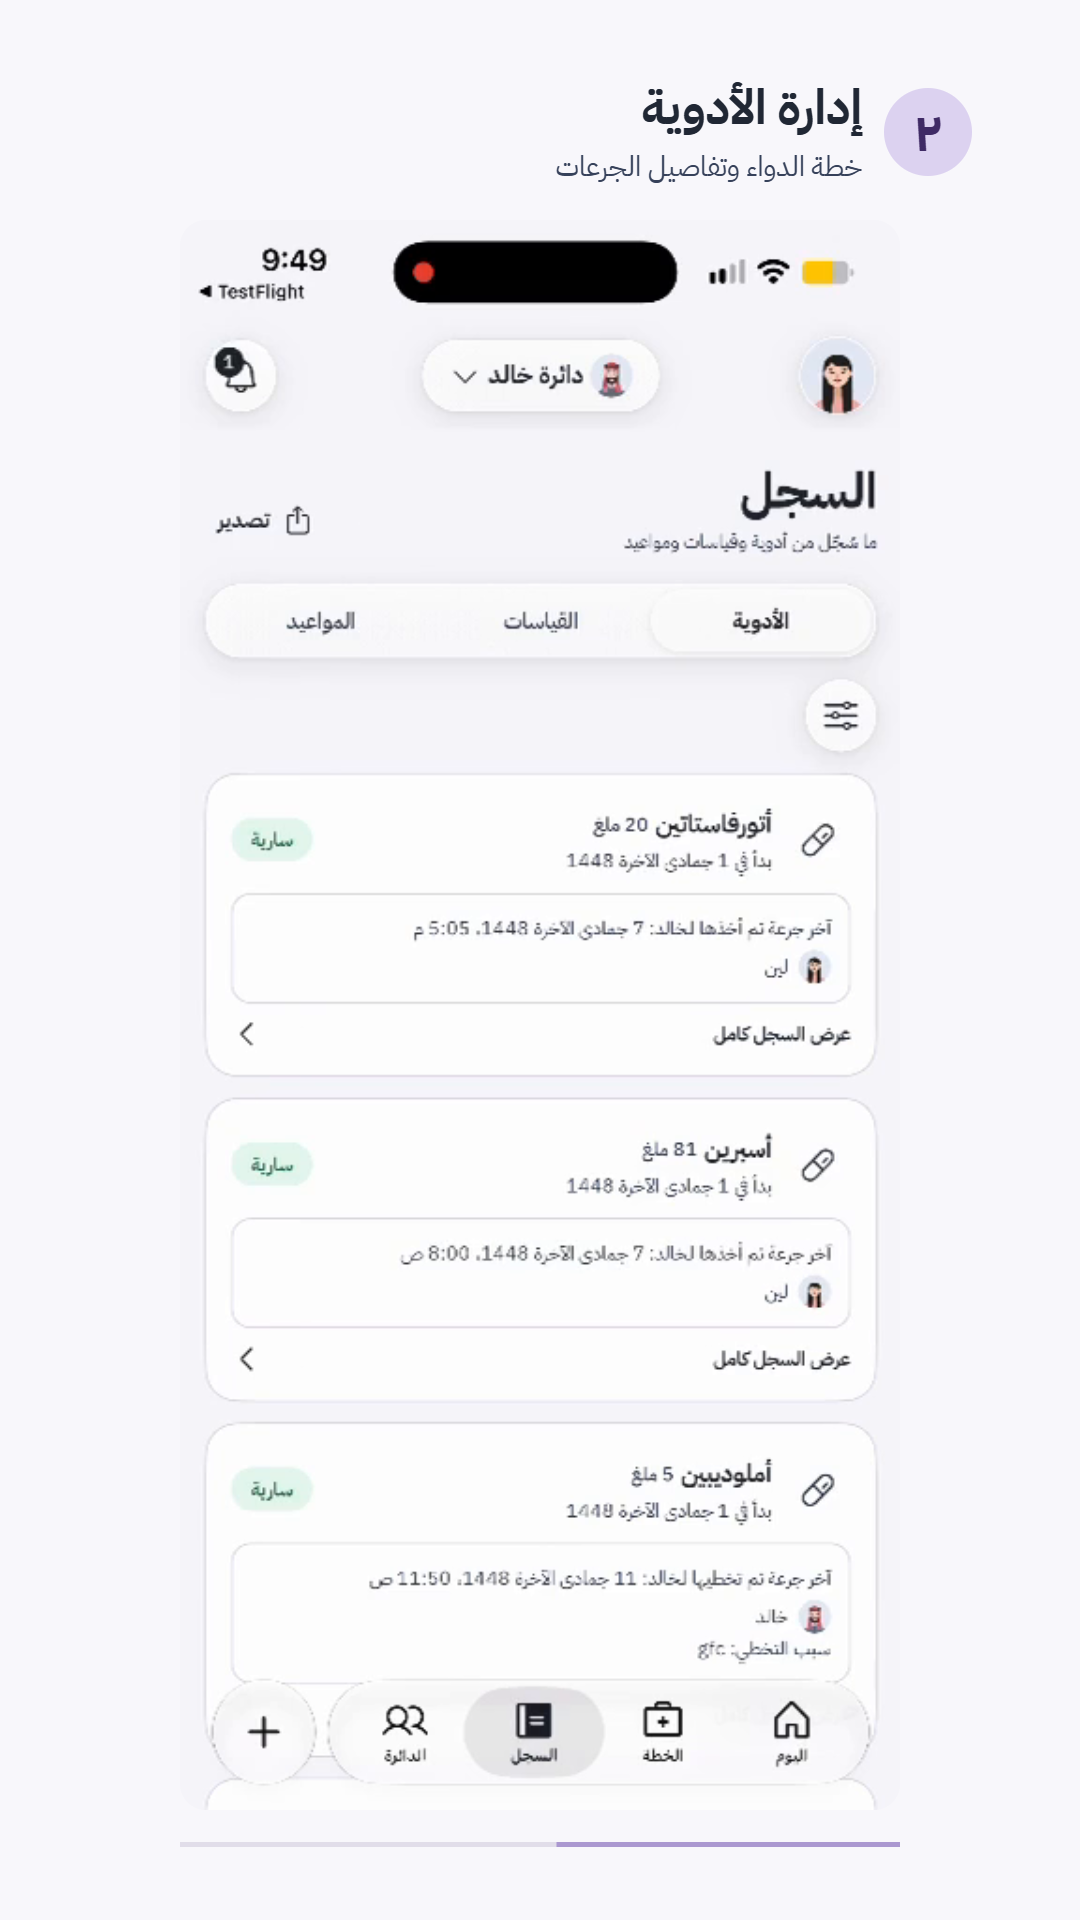 ٢
إدارة الأدوية
خطة الدواء وتفاصيل الجرعات
9:49
◀ TestFlight
دائرة خالد
1
السجل
ما سُجّل من أدوية وقياسات ومواعيد
تصدير
الأدوية
القياسات
المواعيد
أتورفاستاتين 20 ملغ
سارية
بدأ في 1 جمادى الآخرة 1448
آخر جرعة تم أخذها لخالد: 7 جمادى الآخرة 1448، 5:05 م
لين
عرض السجل كامل
أسبرين 81 ملغ
سارية
بدأ في 1 جمادى الآخرة 1448
آخر جرعة تم أخذها لخالد: 7 جمادى الآخرة 1448، 8:00 ص
لين
عرض السجل كامل
أملوديبين 5 ملغ
سارية
بدأ في 1 جمادى الآخرة 1448
آخر جرعة تم تخطيها لخالد: 11 جمادى الآخرة 1448، 11:50 ص
خالد
سبب التخطي: gfc
اليوم
الخطة
السجل
الدائرة